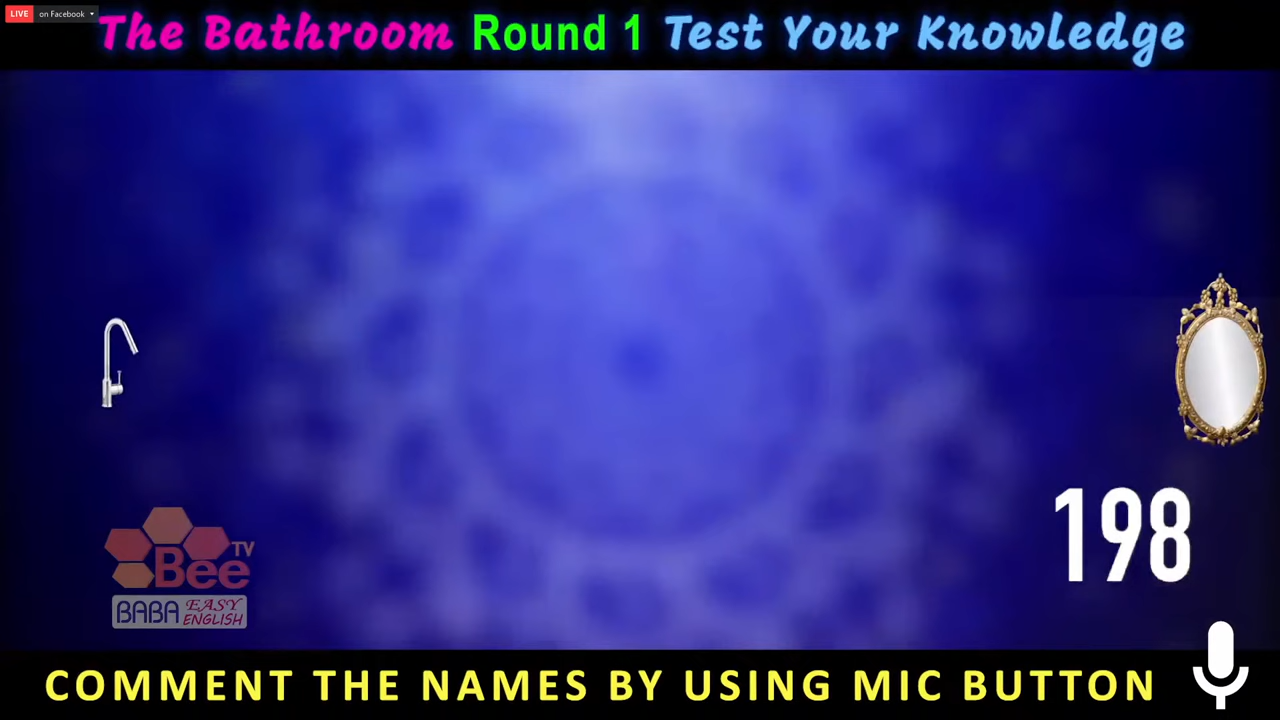 LIVE on Facebook
The Bathroom Round 1 Test Your Knowledge
198
Bee TV
BABA EASY ENGLISH
COMMENT THE NAMES BY USING MIC BUTTON